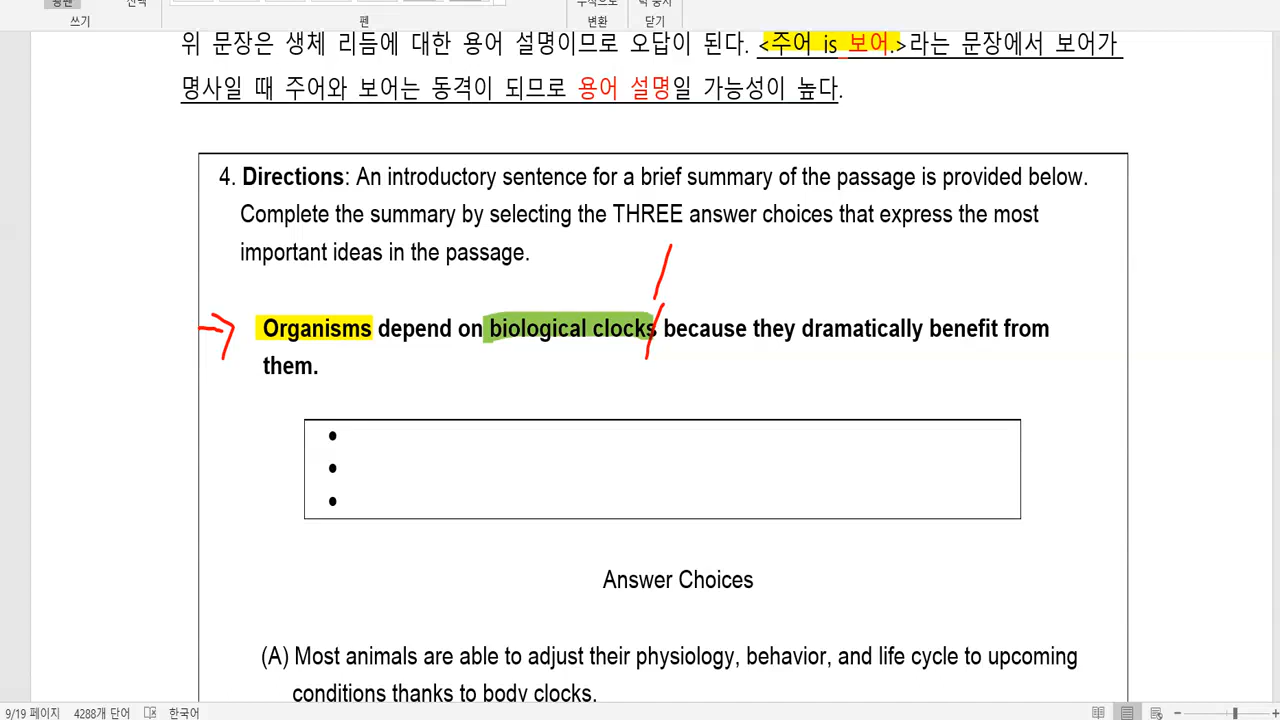 쓰기
펜
변환
닫기
위 문장은 생체 리듬에 대한 용어 설명이므로 오답이 된다. <주어 is 보어.>라는 문장에서 보어가
명사일 때 주어와 보어는 동격이 되므로 용어 설명일 가능성이 높다.
4. Directions: An introductory sentence for a brief summary of the passage is provided below.
Complete the summary by selecting the THREE answer choices that express the most
important ideas in the passage.
Organisms depend on biological clocks because they dramatically benefit from
them.
Answer Choices
(A) Most animals are able to adjust their physiology, behavior, and life cycle to upcoming
conditions thanks to body clocks.
9/19 페이지 4288개 단어 한국어